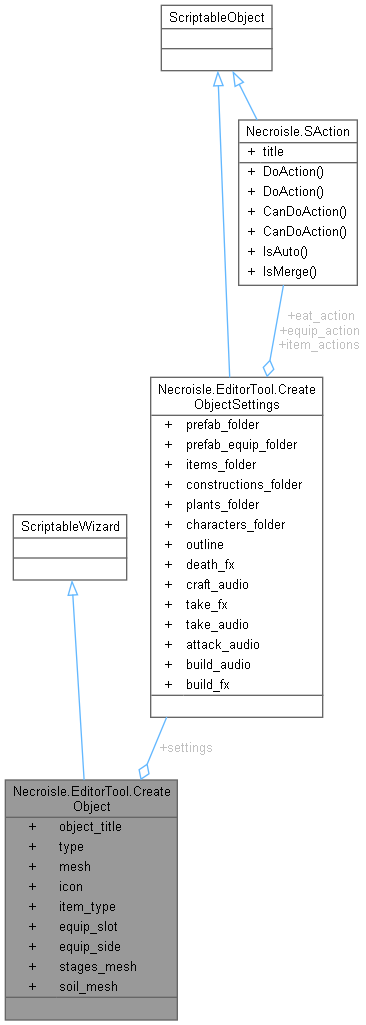 ScriptableObject
Necroisle.SAction
+ title
+ DoAction()
+ DoAction()
+ CanDoAction()
+ CanDoAction()
+ IsAuto()
+ IsMerge()
+eat_action
+equip_action
+item_actions
Necroisle.EditorTool.Create
ObjectSettings
+ prefab_folder
+ prefab_equip_folder
+ items_folder
+ constructions_folder
+ plants_folder
+ characters_folder
+ outline
+ death_fx
+ craft_audio
+ take_fx
+ take_audio
+ attack_audio
+ build_audio
+ build_fx
ScriptableWizard
+settings
Necroisle.EditorTool.Create
Object
+ object_title
+ type
+ mesh
+ icon
+ item_type
+ equip_slot
+ equip_side
+ stages_mesh
+ soil_mesh